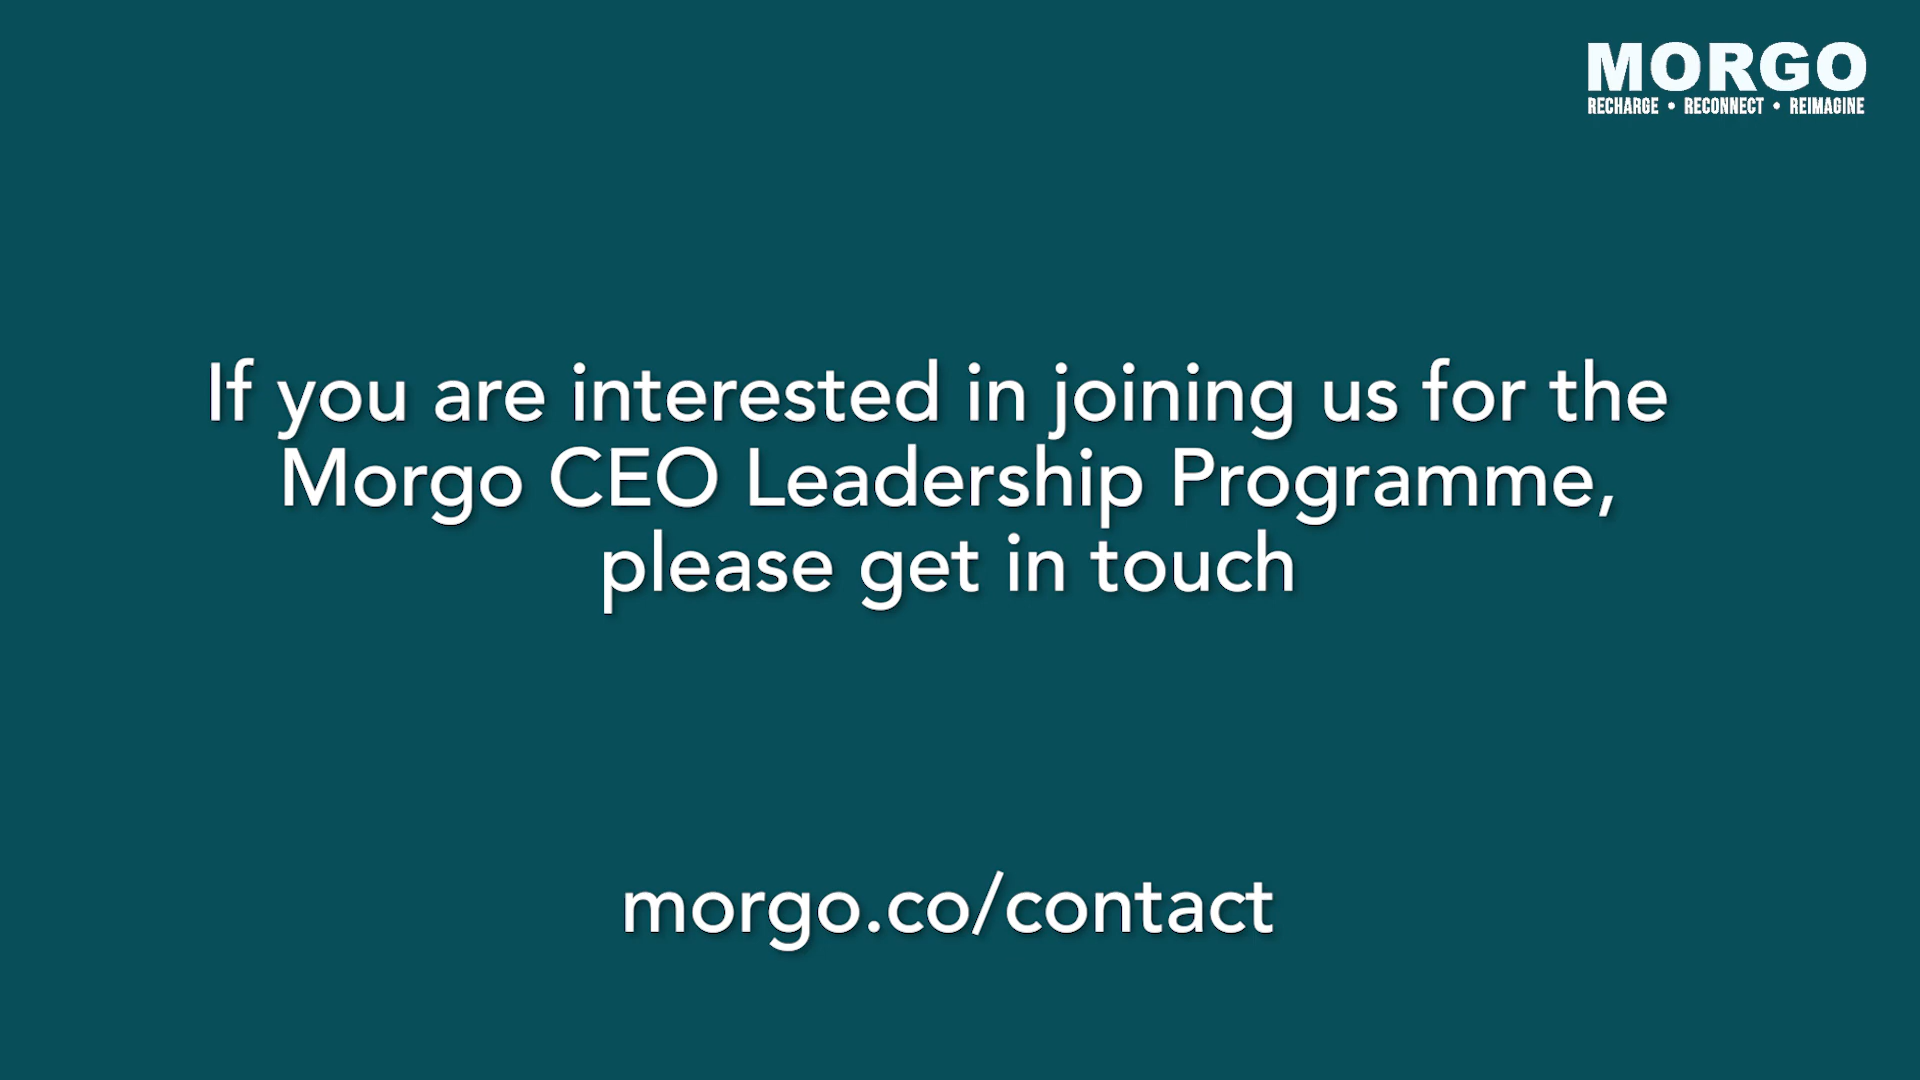 MORGO
RECHARGE • RECONNECT • REIMAGINE
If you are interested in joining us for the
Morgo CEO Leadership Programme,
please get in touch
morgo.co/contact